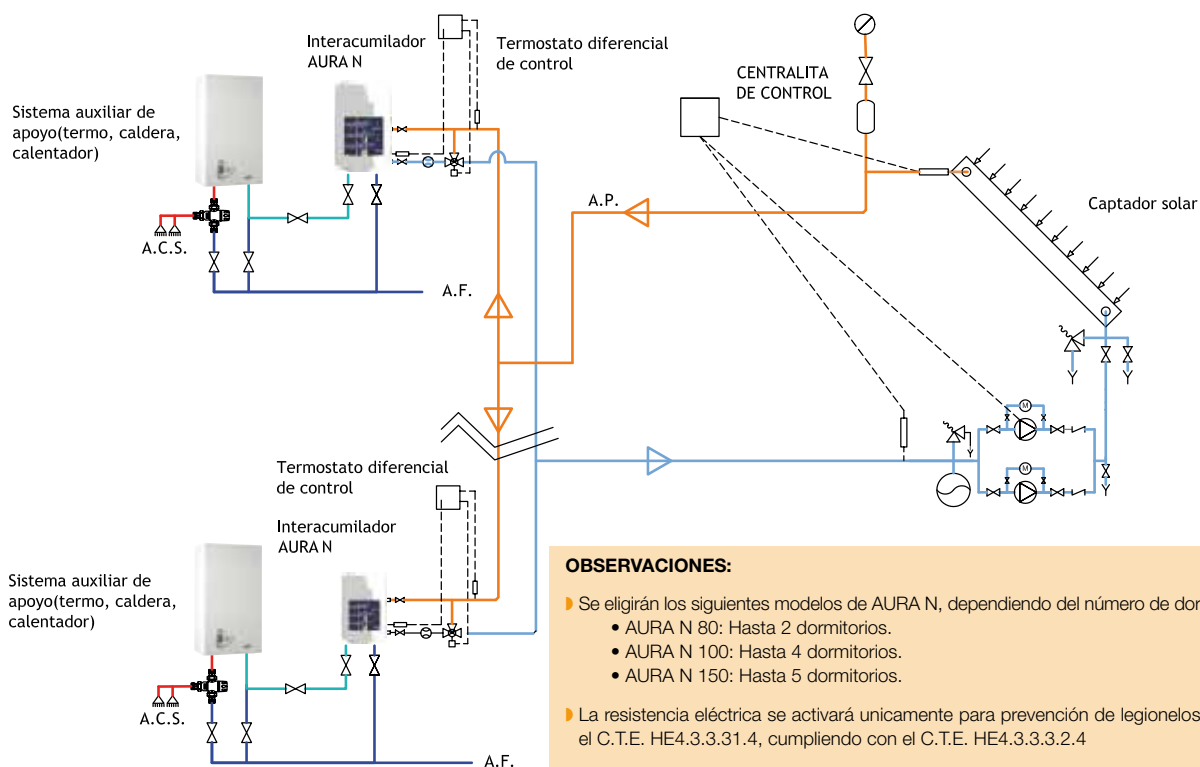 Interacumilador
AURA N
Termostato diferencial
de control
CENTRALITA
DE CONTROL
Sistema auxiliar de
apoyo(termo, caldera,
calentador)
A.P.
Captador solar
A.C.S.
A.F.
M
Termostato diferencial
de control
M
Interacumilador
AURA N
Sistema auxiliar de
apoyo(termo, caldera,
calentador)
A.C.S.
A.F.
OBSERVACIONES:
Se eligirán los siguientes modelos de AURA N, dependiendo del número de dor
• AURA N 80: Hasta 2 dormitorios.
• AURA N 100: Hasta 4 dormitorios.
• AURA N 150: Hasta 5 dormitorios.
La resistencia eléctrica se activará unicamente para prevención de legionelos
el C.T.E. HE4.3.3.31.4, cumpliendo con el C.T.E. HE4.3.3.3.2.4